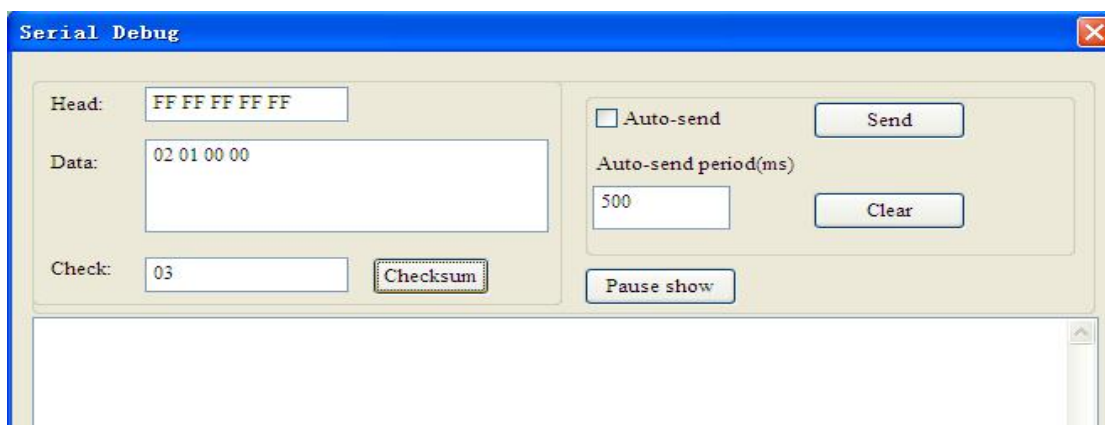 Serial Debug
Head:
FF FF FF FF FF
Data:
02 01 00 00
Check:
03
Checksum
Auto-send
Send
Auto-send period(ms)
500
Clear
Pause show